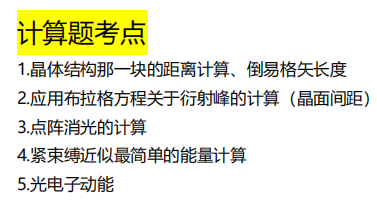 计算题考点
1.晶体结构那一块的距离计算、倒易格矢长度
2.应用布拉格方程关于衍射峰的计算（晶面间距）
3.点阵消光的计算
4.紧束缚近似最简单的能量计算
5.光电子动能